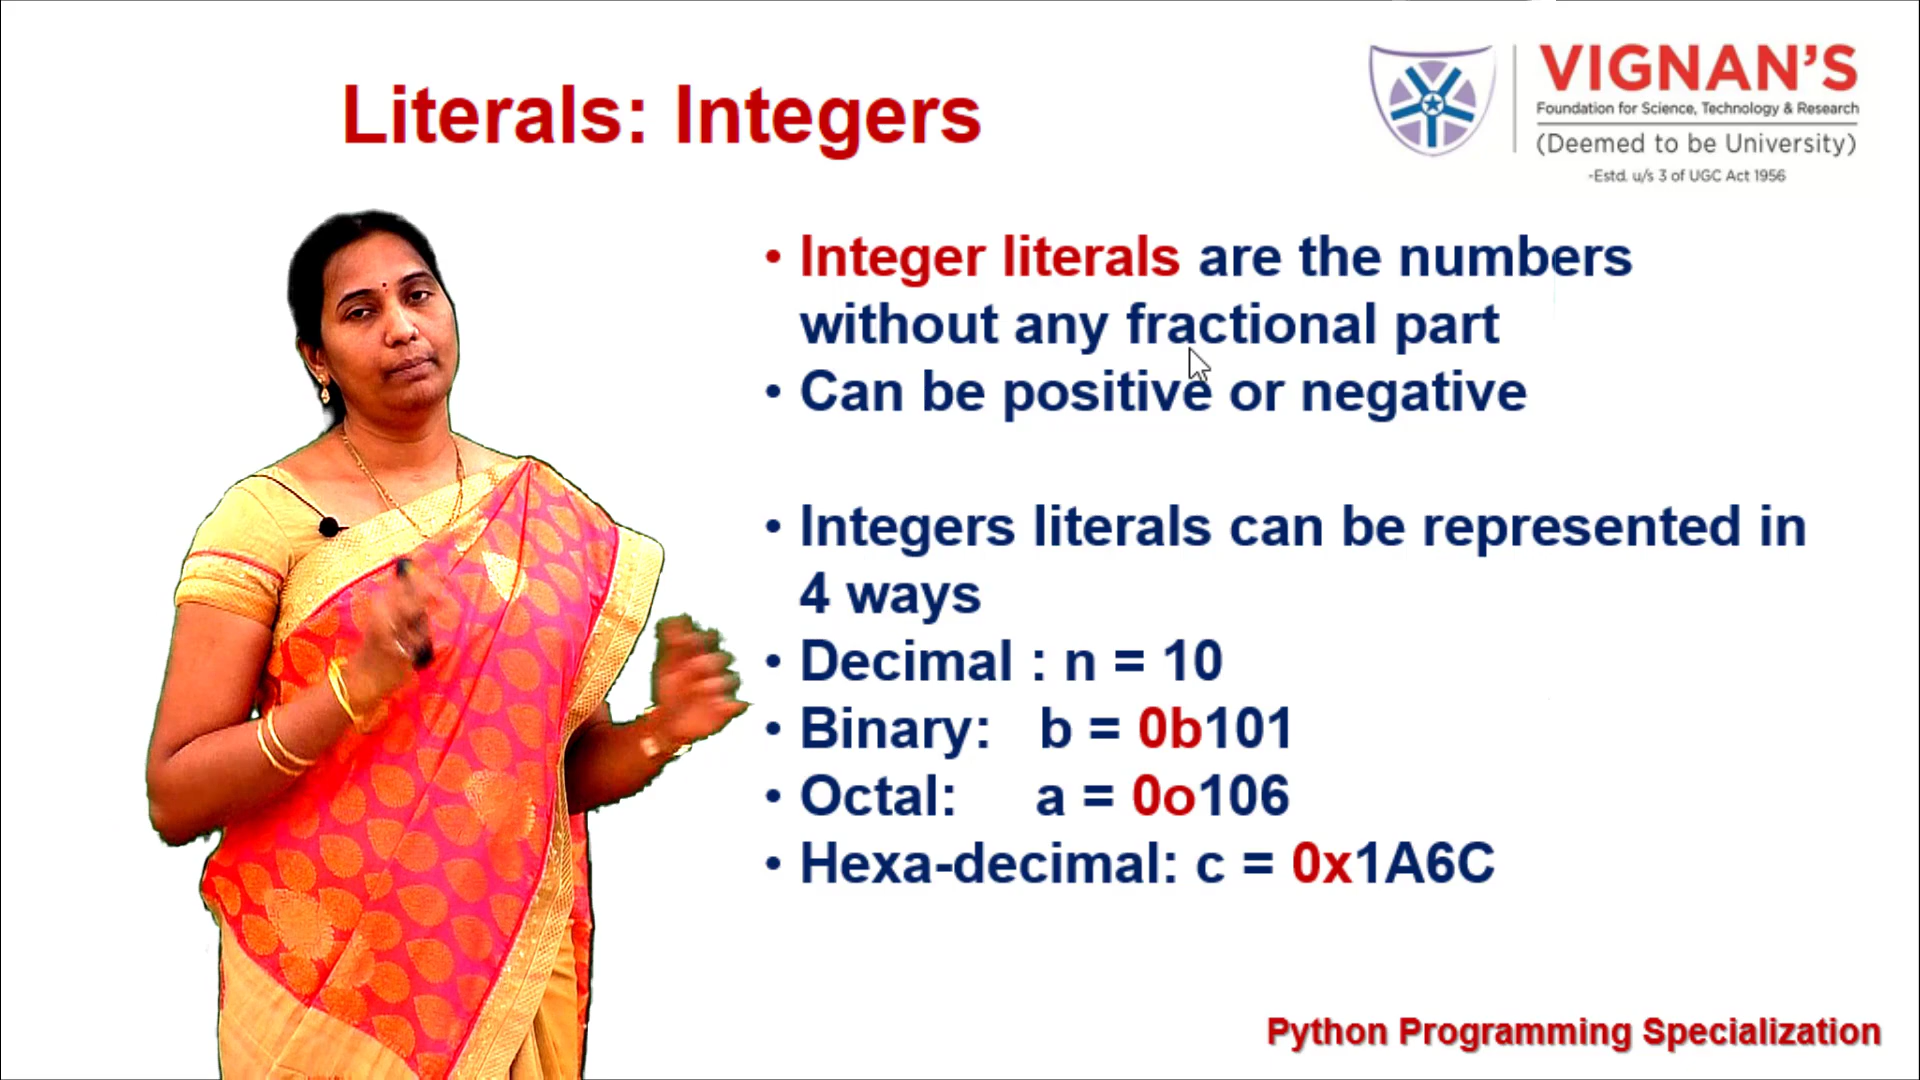 VIGNAN'S
Foundation for Science, Technology & Research
(Deemed to be University)
-Estd. u/s 3 of UGC Act 1956
Literals: Integers
• Integer literals are the numbers
without any fractional part
• Can be positive or negative
• Integers literals can be represented in
4 ways
• Decimal : n = 10
• Binary: b = 0b101
• Octal: a = 0o106
• Hexa-decimal: c = 0x1A6C
Python Programming Specialization